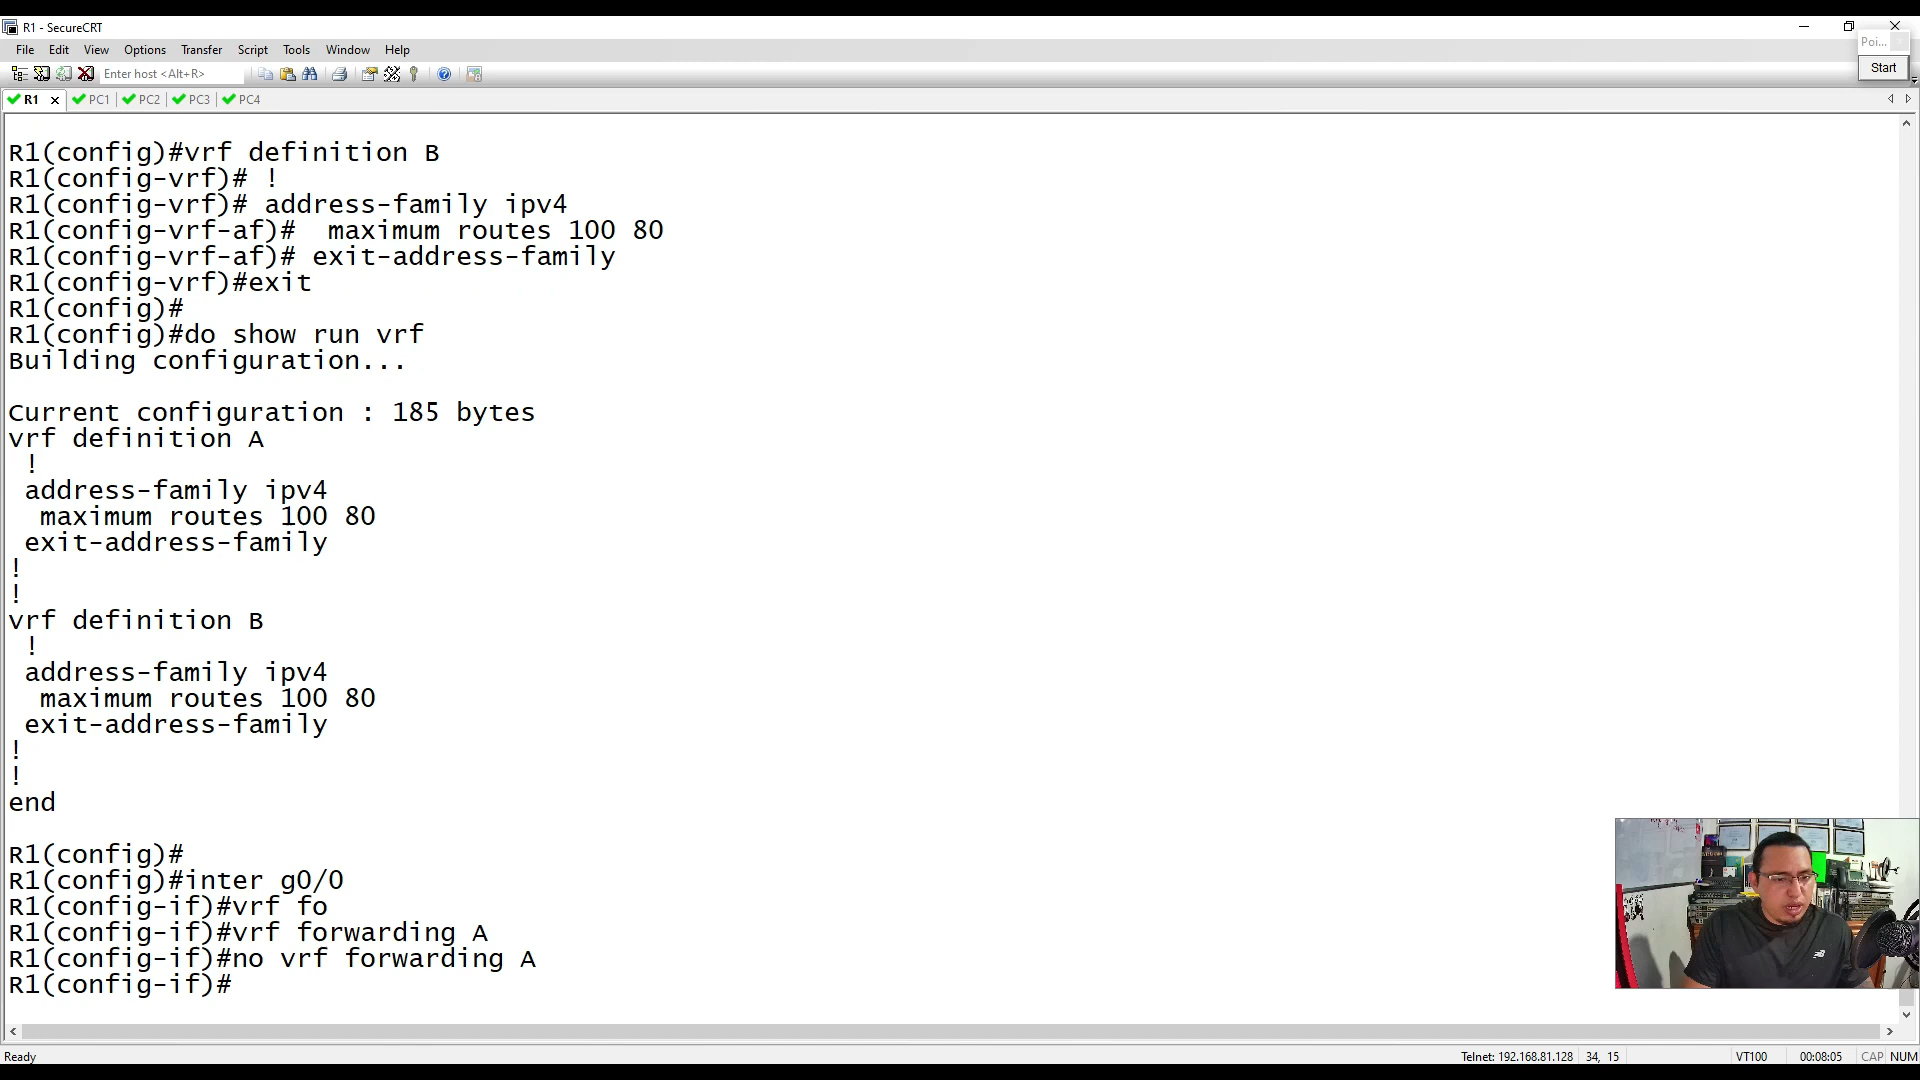 R1 - SecureCRT
File Edit View Options Transfer Script Tools Window Help
Poi...
Start
Enter host <Alt+R>
R1 PC1 PC2 PC3 PC4
R1(config)#vrf definition B
R1(config-vrf)# !
R1(config-vrf)# address-family ipv4
R1(config-vrf-af)#  maximum routes 100 80
R1(config-vrf-af)# exit-address-family
R1(config-vrf)#exit
R1(config)#
R1(config)#do show run vrf
Building configuration...
Current configuration : 185 bytes
vrf definition A
 !
 address-family ipv4
  maximum routes 100 80
 exit-address-family
!
!
vrf definition B
 !
 address-family ipv4
  maximum routes 100 80
 exit-address-family
!
!
end
R1(config)#
R1(config)#inter g0/0
R1(config-if)#vrf fo
R1(config-if)#vrf forwarding A
R1(config-if)#no vrf forwarding A
R1(config-if)#
Ready Telnet: 192.168.81.128 34, 15 VT100 00:08:05 CAP NUM